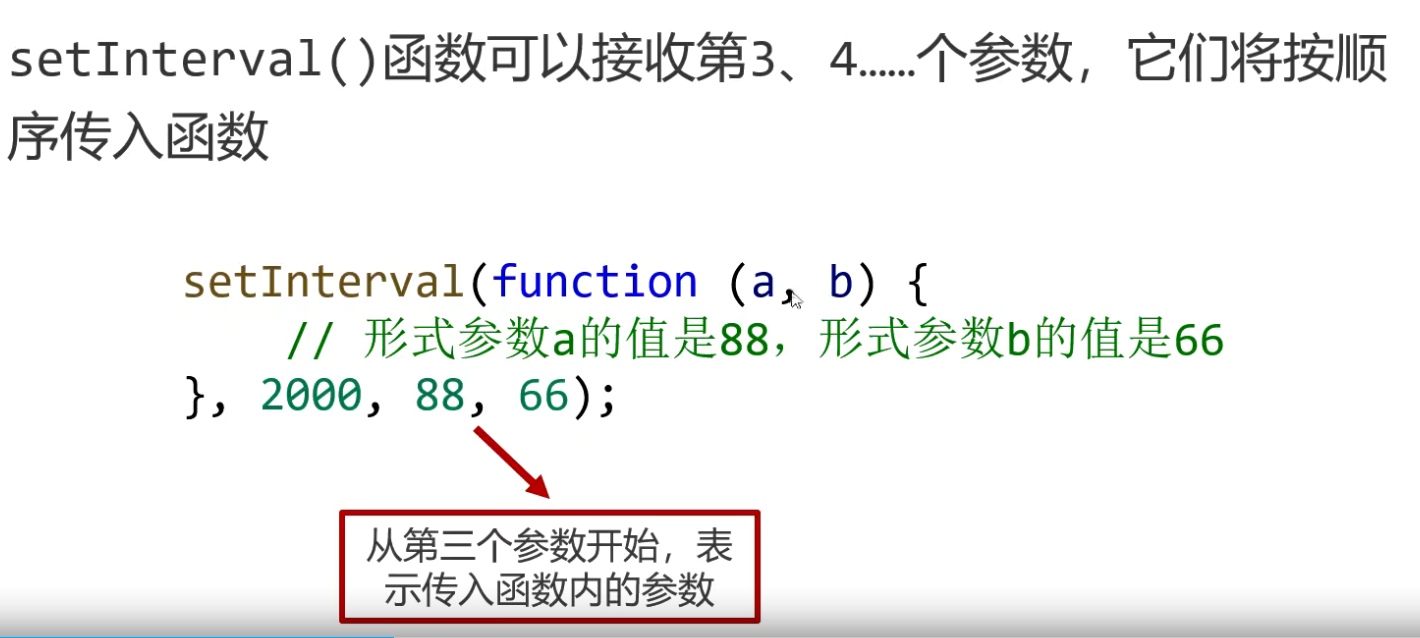 setInterval()函数可以接收第3、4……个参数，它们将按顺
序传入函数
setInterval(function (a, b) {
// 形式参数a的值是88，形式参数b的值是66
}, 2000, 88, 66);
从第三个参数开始，表
示传入函数内的参数